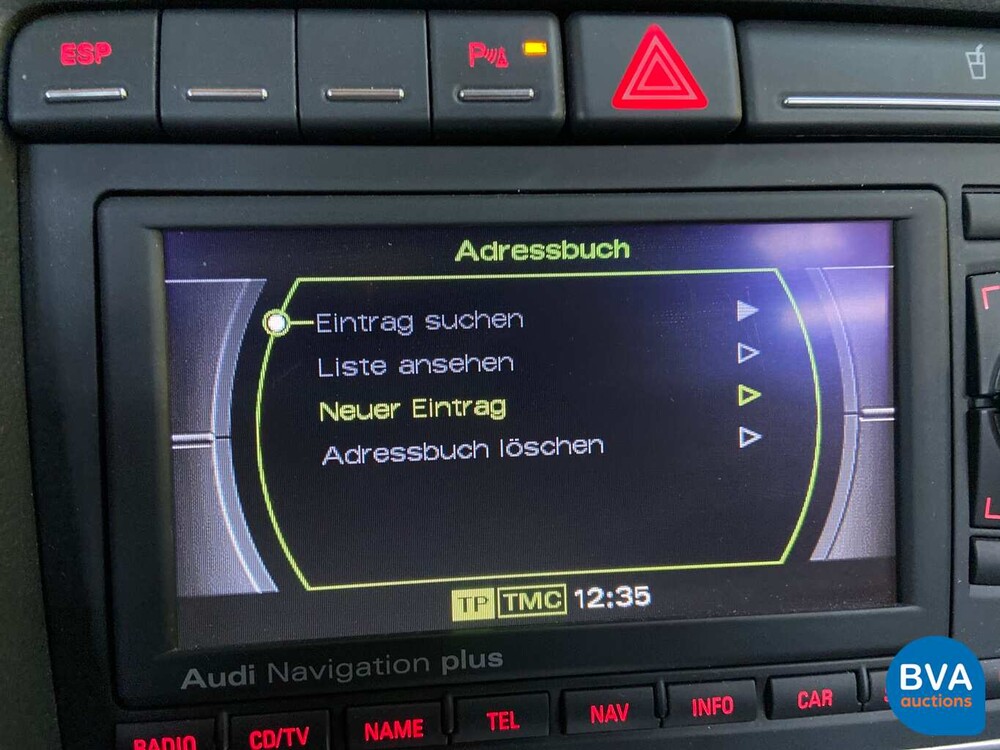 ESP
P
Adressbuch
Eintrag suchen
Liste ansehen
Neuer Eintrag
Adressbuch löschen
TP TMC 12:35
Audi Navigation plus
RADIO CD/TV NAME TEL NAV INFO CAR
BVA
auctions